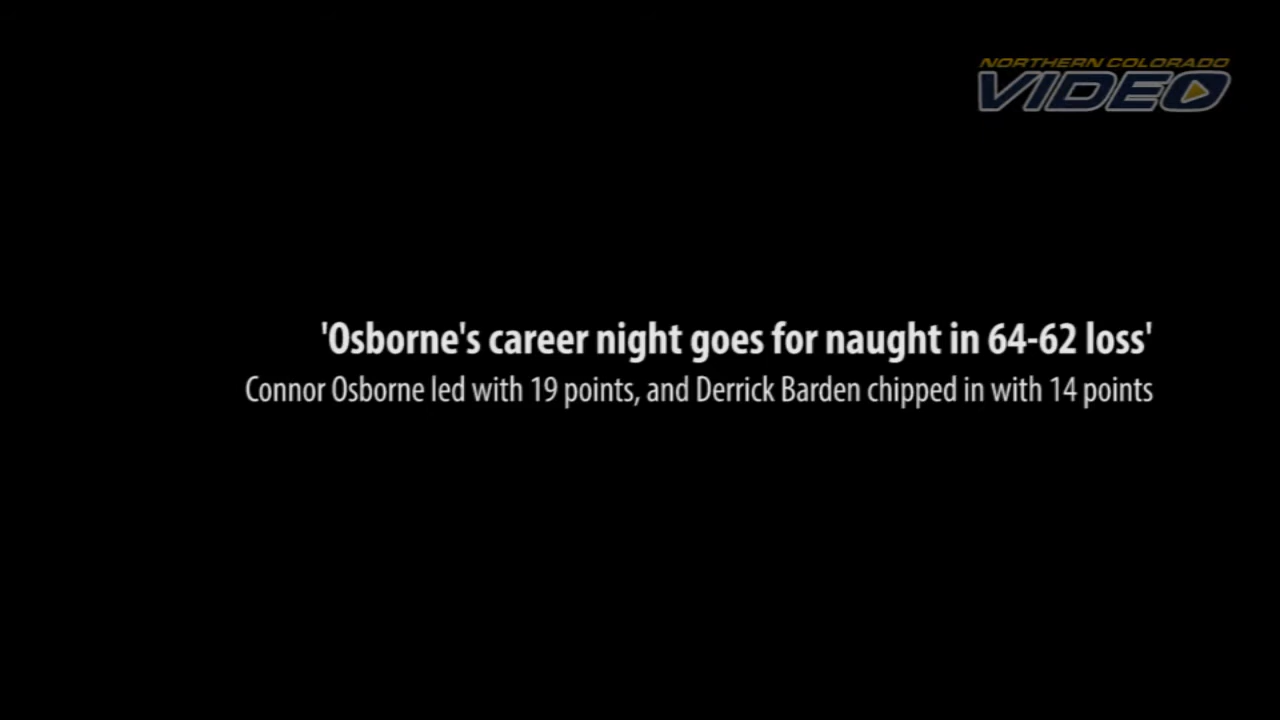 NORTHERN COLORADO
VIDEO
'Osborne's career night goes for naught in 64-62 loss'
Connor Osborne led with 19 points, and Derrick Barden chipped in with 14 points